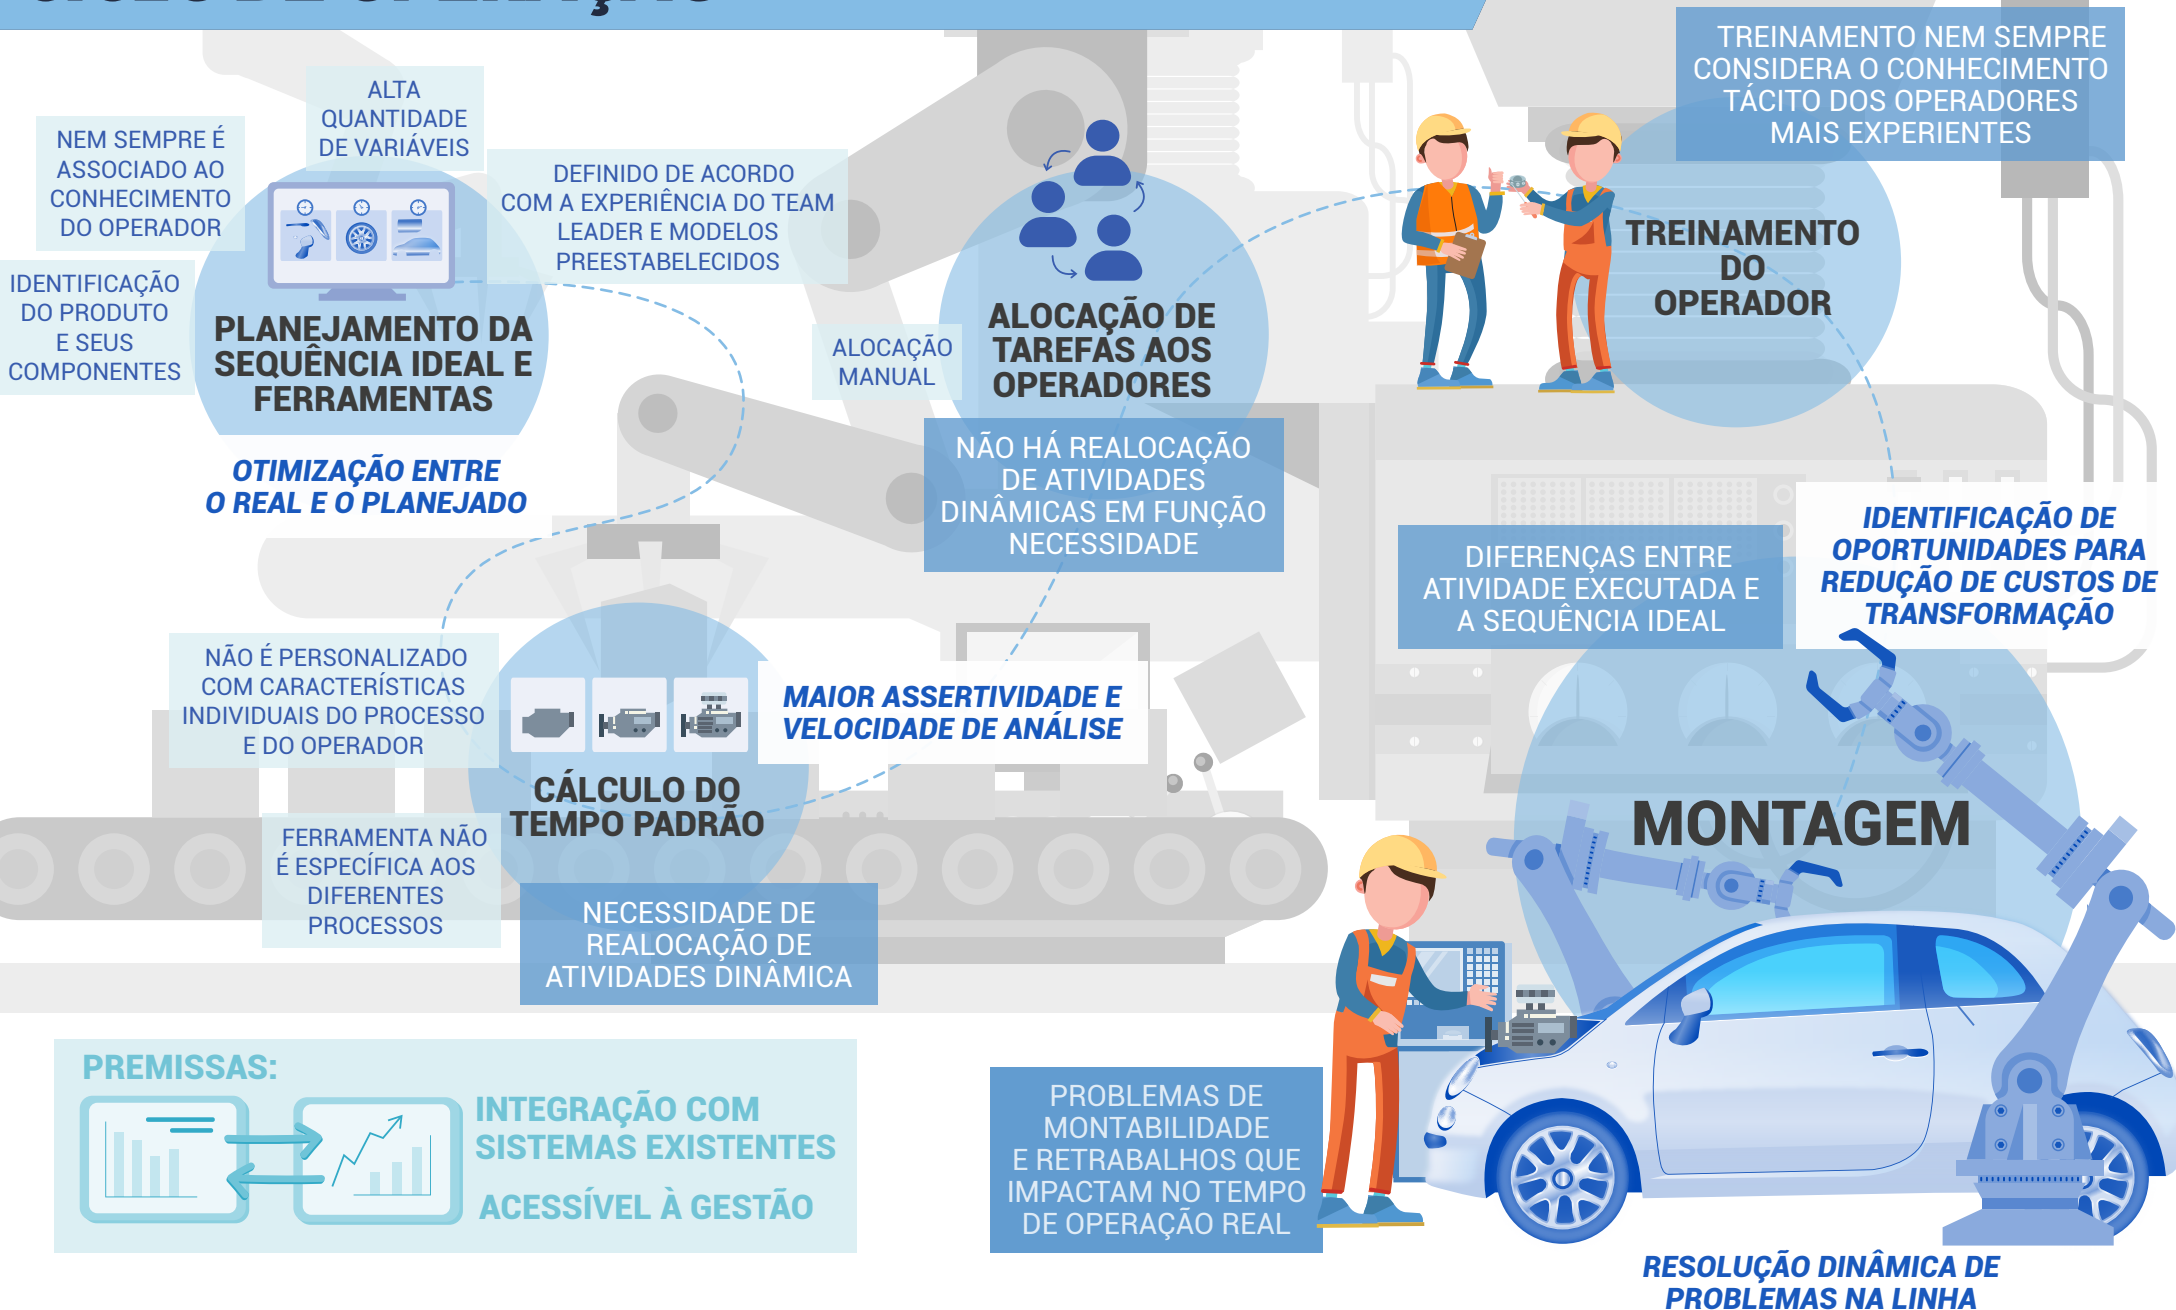 ALTA
QUANTIDADE
DE VARIÁVEIS
NEM SEMPRE É
ASSOCIADO AO
CONHECIMENTO
DO OPERADOR
IDENTIFICAÇÃO
DO PRODUTO
E SEUS
COMPONENTES
DEFINIDO DE ACORDO
COM A EXPERIÊNCIA DO TEAM
LEADER E MODELOS
PREESTABELECIDOS
PLANEJAMENTO DA
SEQUÊNCIA IDEAL E
FERRAMENTAS
OTIMIZAÇÃO ENTRE
O REAL E O PLANEJADO
ALOCAÇÃO
MANUAL
ALOCAÇÃO DE
TAREFAS AOS
OPERADORES
NÃO HÁ REALOCAÇÃO
DE ATIVIDADES
DINÂMICAS EM FUNÇÃO
NECESSIDADE
TREINAMENTO NEM SEMPRE
CONSIDERA O CONHECIMENTO
TÁCITO DOS OPERADORES
MAIS EXPERIENTES
TREINAMENTO
DO
OPERADOR
NÃO É PERSONALIZADO
COM CARACTERÍSTICAS
INDIVIDUAIS DO PROCESSO
E DO OPERADOR
FERRAMENTA NÃO
É ESPECÍFICA AOS
DIFERENTES
PROCESSOS
CÁLCULO DO
TEMPO PADRÃO
MAIOR ASSERTIVIDADE E
VELOCIDADE DE ANÁLISE
NECESSIDADE DE
REALOCAÇÃO DE
ATIVIDADES DINÂMICA
DIFERENÇAS ENTRE
ATIVIDADE EXECUTADA E
A SEQUÊNCIA IDEAL
IDENTIFICAÇÃO DE
OPORTUNIDADES PARA
REDUÇÃO DE CUSTOS DE
TRANSFORMAÇÃO
MONTAGEM
PROBLEMAS DE
MONTABILIDADE
E RETRABALHOS QUE
IMPACTAM NO TEMPO
DE OPERAÇÃO REAL
RESOLUÇÃO DINÂMICA DE
PROBLEMAS NA LINHA
PREMISSAS:
INTEGRAÇÃO COM
SISTEMAS EXISTENTES
ACESSÍVEL À GESTÃO